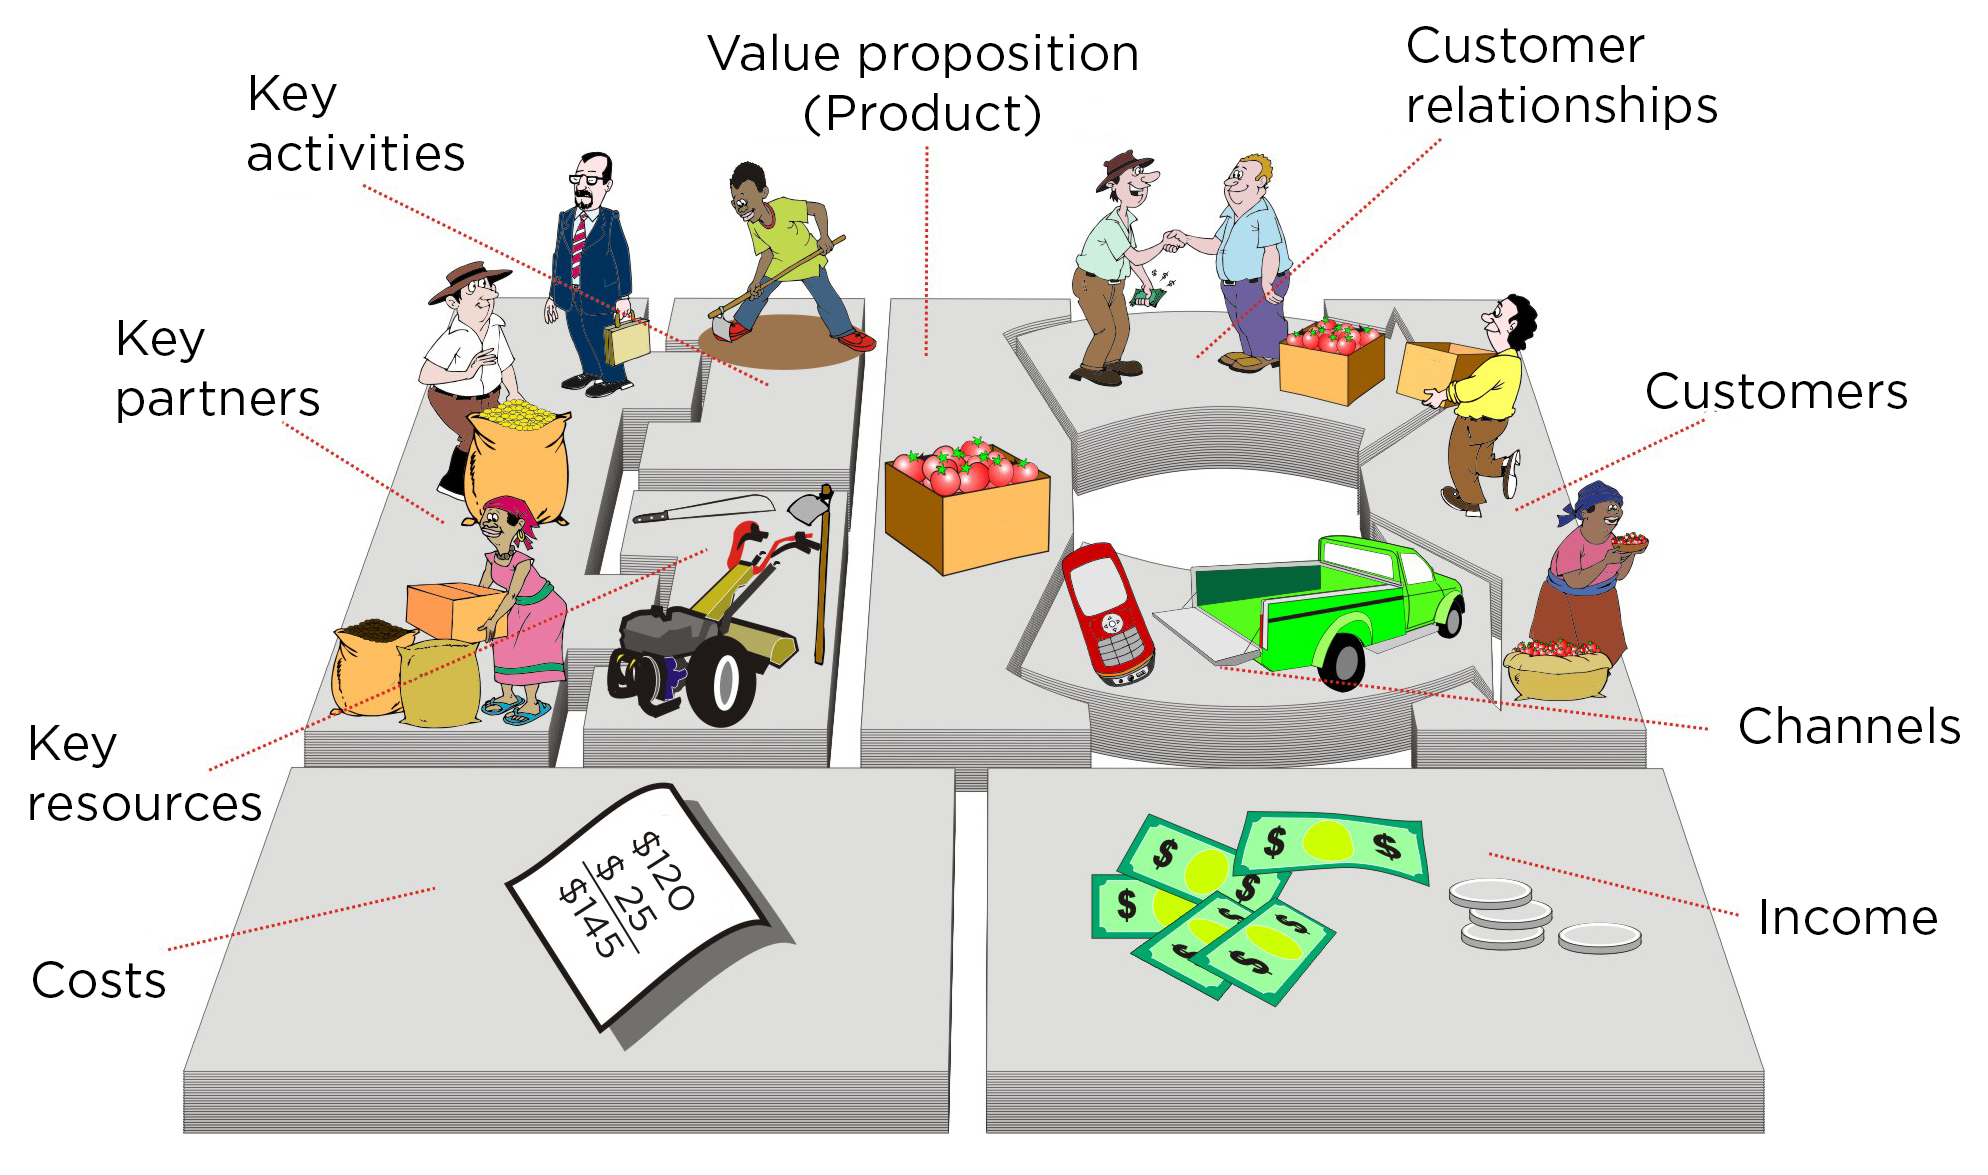 Value proposition
(Product)
Customer
relationships
Key
activities
Key
partners
Customers
Key
resources
Channels
Costs
Income
$120
$ 25
$145
$ $
$ $
$
$ $
$ $